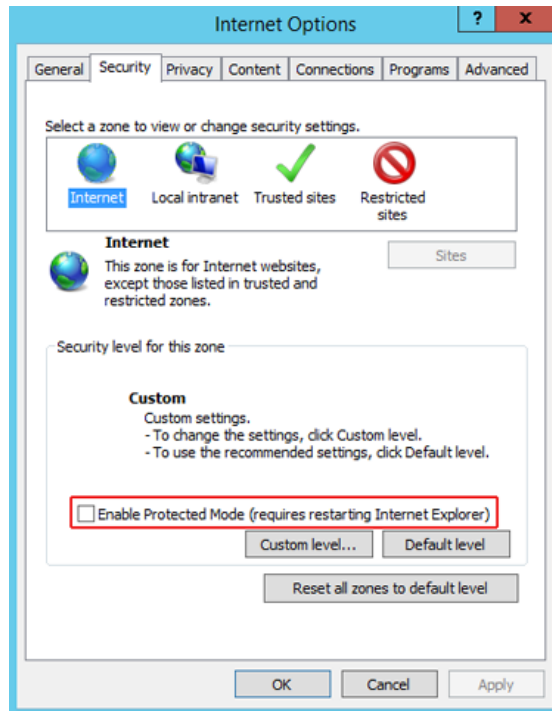 Internet Options
? x
General Security Privacy Content Connections Programs Advanced
Select a zone to view or change security settings.
Internet Local intranet Trusted sites Restricted
sites
Internet
Sites
This zone is for Internet websites,
except those listed in trusted and
restricted zones.
Security level for this zone
Custom
Custom settings.
- To change the settings, click Custom level.
- To use the recommended settings, click Default level.
Enable Protected Mode (requires restarting Internet Explorer)
Custom level... Default level
Reset all zones to default level
OK Cancel Apply